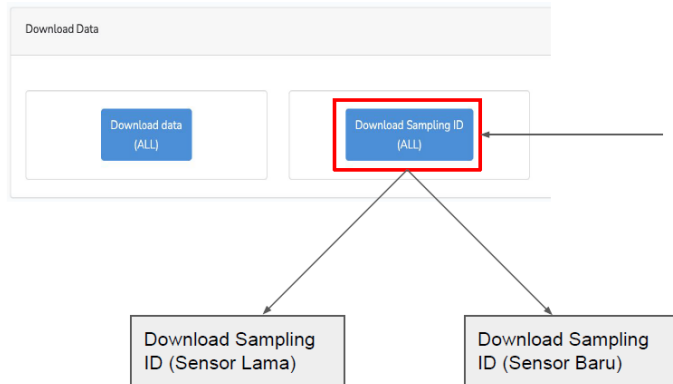 Download Data
Download data
(ALL)
Download Sampling ID
(ALL)
Download Sampling
ID (Sensor Lama)
Download Sampling
ID (Sensor Baru)